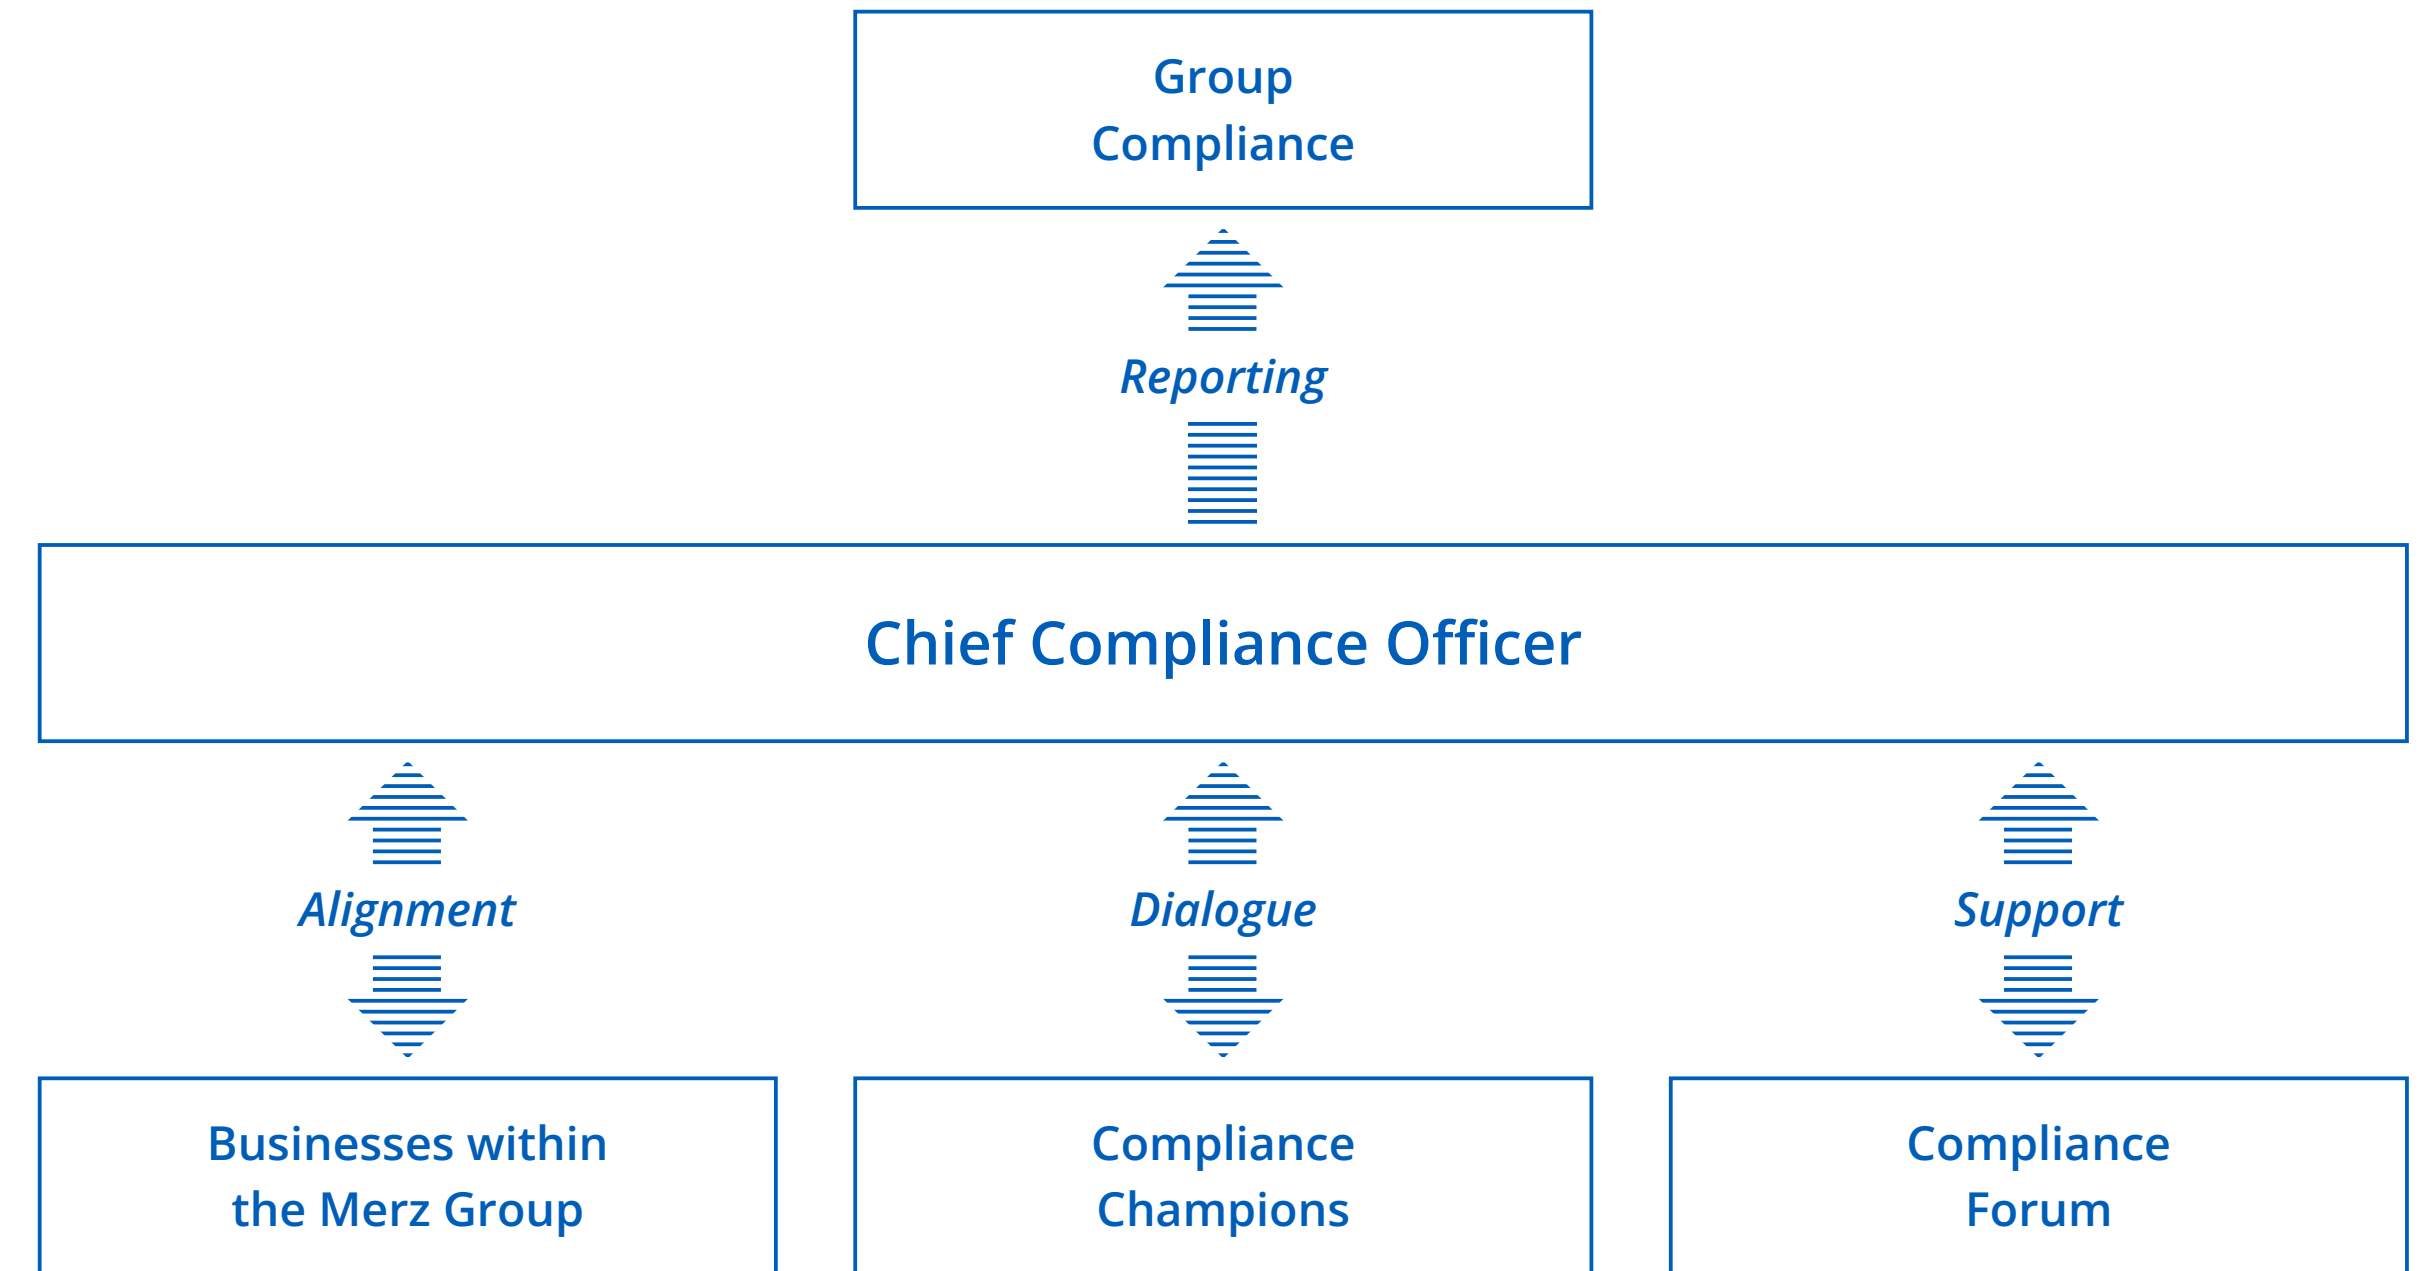 Group
Compliance
Reporting
Chief Compliance Officer
Alignment
Dialogue
Support
Businesses within
the Merz Group
Compliance
Champions
Compliance
Forum